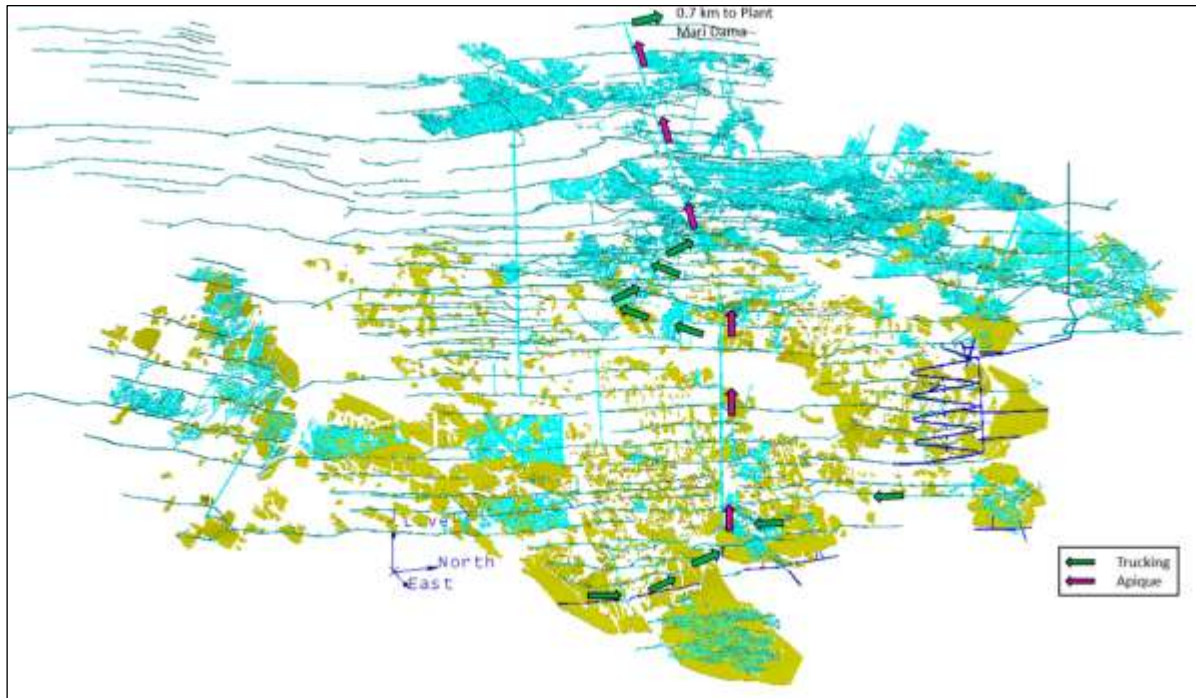 0.7 km to Plant
Mari Dama
Level
North
East
Trucking
Apique